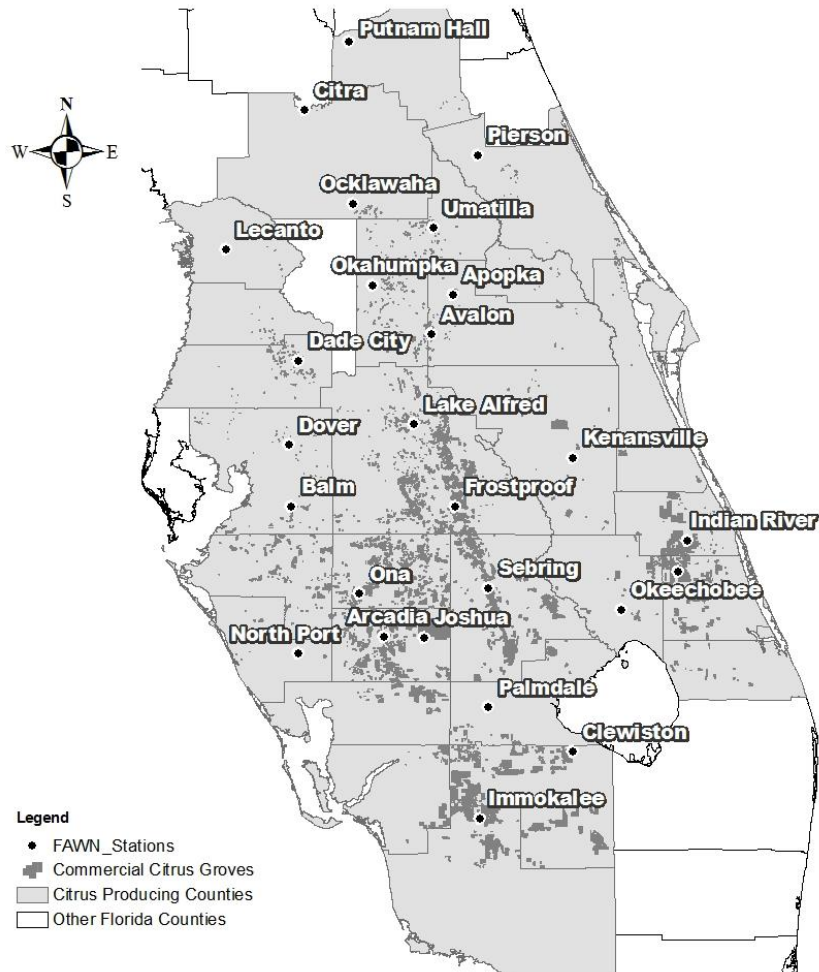 Putnam Hall
Citra
N
W E
S
Pierson
Ocklawaha
Umatilla
Lecanto
Okahumpka
Apopka
Avalon
Dade City
Lake Alfred
Dover
Kenansville
Balm
Frostproof
Indian River
Ona
Sebring
Okeechobee
Arcadia Joshua
North Port
Palmdale
Clewiston
Immokalee
Legend
FAWN_Stations
Commercial Citrus Groves
Citrus Producing Counties
Other Florida Counties